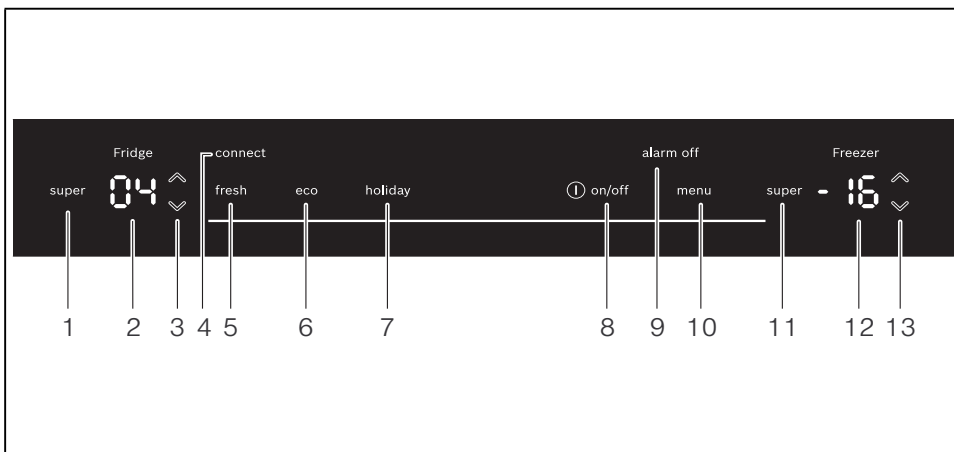 Fridge connect alarm off Freezer
super 04 fresh eco holiday on/off menu super - 16
1 2 3 4 5 6 7 8 9 10 11 12 13